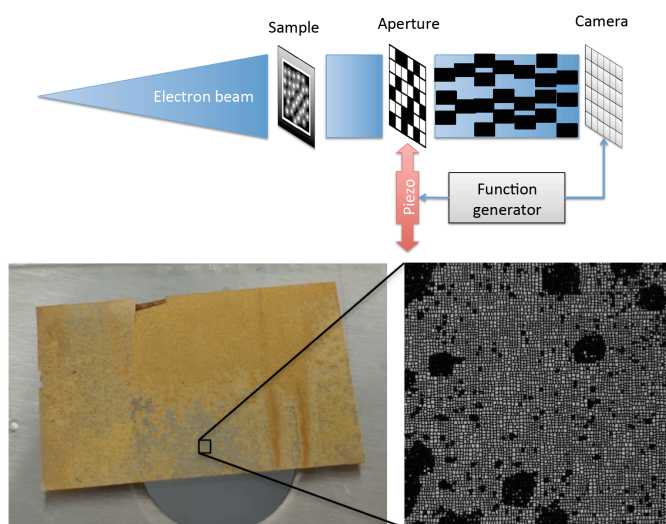 Sample
Aperture
Camera
Electron beam
Piezo
Function
generator